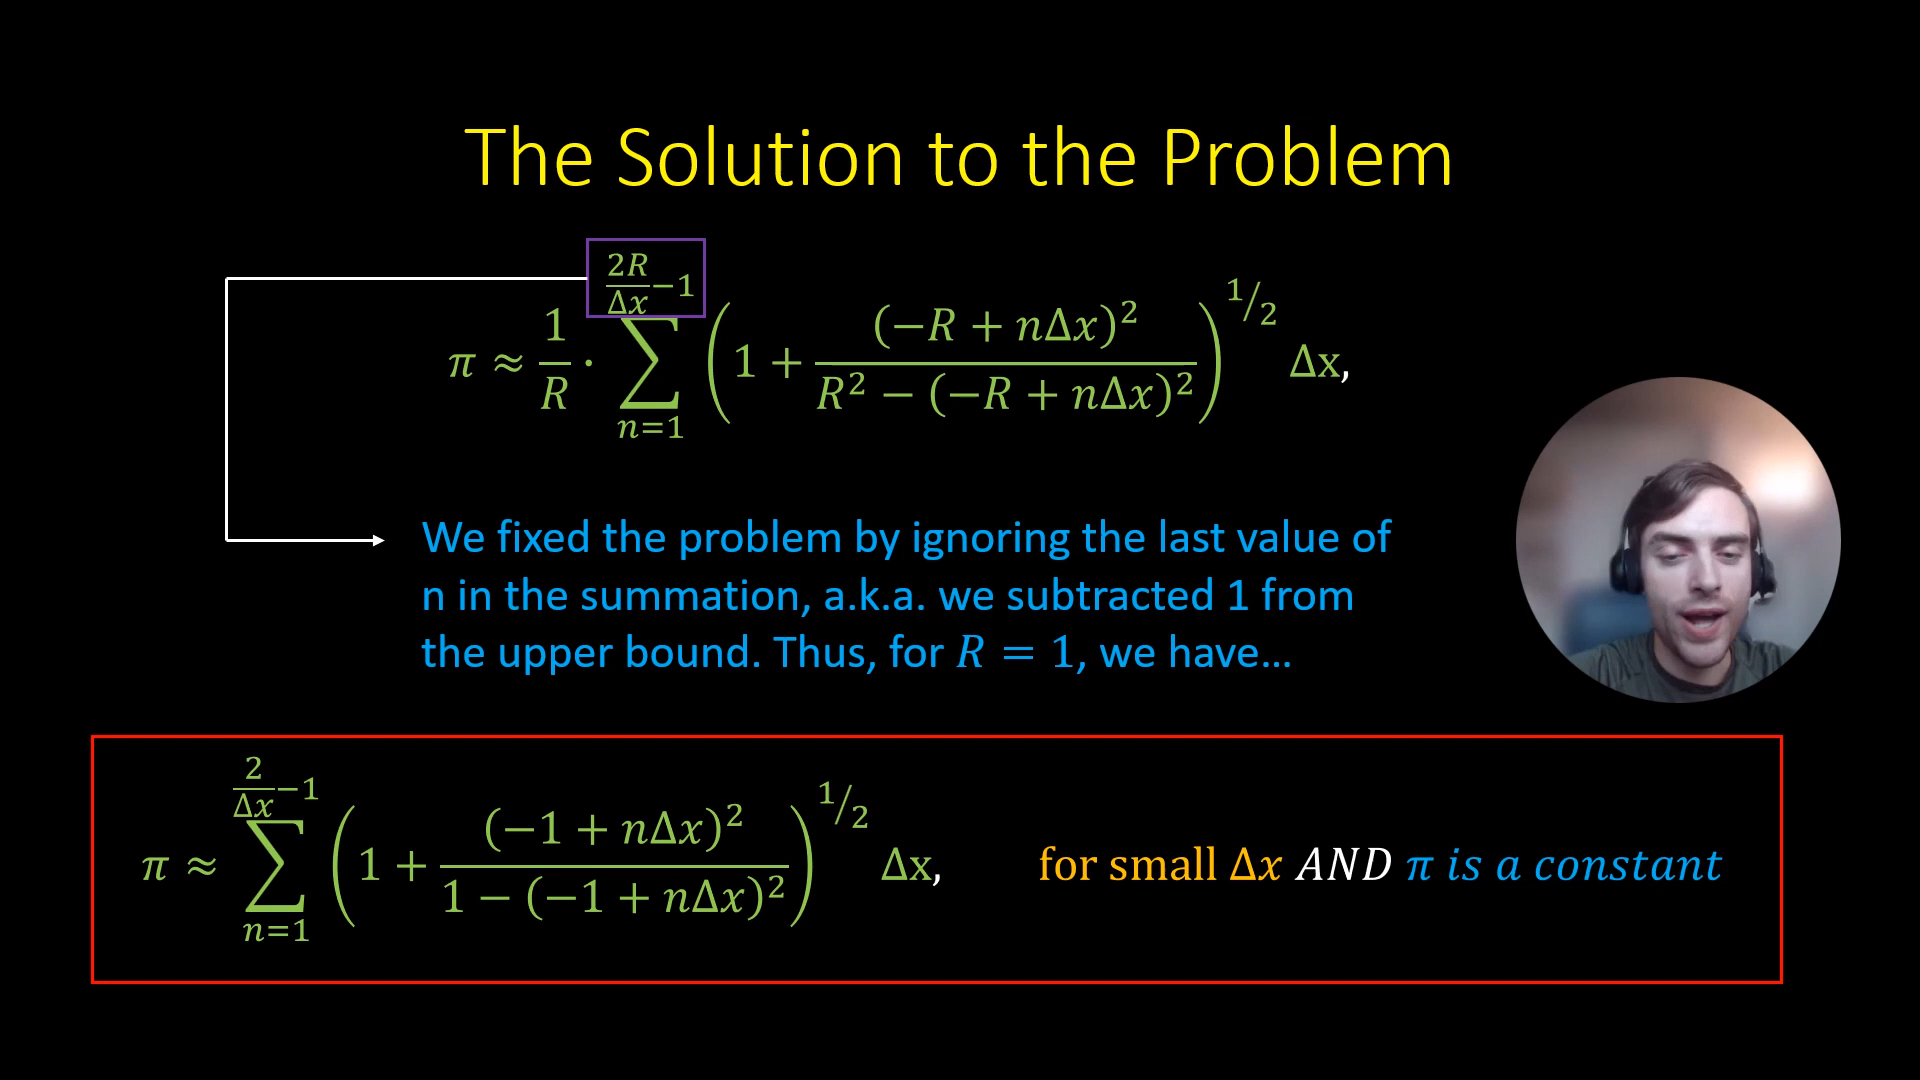 The Solution to the Problem
π ≈ 1/R · ∑_{n=1}^{2R/Δx −1} (1 + (−R + nΔx)² / (R² − (−R + nΔx)²))^{1/2} Δx,
We fixed the problem by ignoring the last value of
n in the summation, a.k.a. we subtracted 1 from
the upper bound. Thus, for R = 1, we have...
π ≈ ∑_{n=1}^{2/Δx −1} (1 + (−1 + nΔx)² / (1 − (−1 + nΔx)²))^{1/2} Δx, for small Δx AND π is a constant